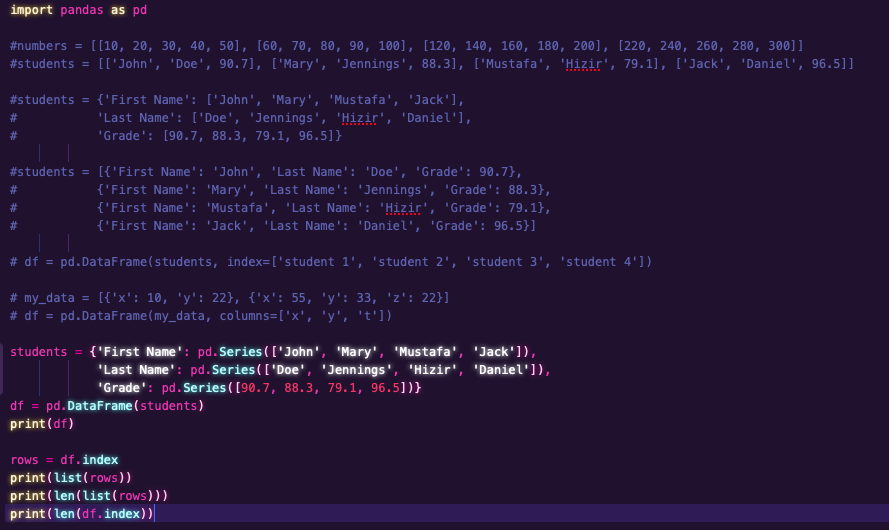 import pandas as pd

#numbers = [[10, 20, 30, 40, 50], [60, 70, 80, 90, 100], [120, 140, 160, 180, 200], [220, 240, 260, 280, 300]]
#students = [['John', 'Doe', 90.7], ['Mary', 'Jennings', 88.3], ['Mustafa', 'Hizir', 79.1], ['Jack', 'Daniel', 96.5]]

#students = {'First Name': ['John', 'Mary', 'Mustafa', 'Jack'],
#           'Last Name': ['Doe', 'Jennings', 'Hizir', 'Daniel'],
#           'Grade': [90.7, 88.3, 79.1, 96.5]}

#students = [{'First Name': 'John', 'Last Name': 'Doe', 'Grade': 90.7},
#           {'First Name': 'Mary', 'Last Name': 'Jennings', 'Grade': 88.3},
#           {'First Name': 'Mustafa', 'Last Name': 'Hizir', 'Grade': 79.1},
#           {'First Name': 'Jack', 'Last Name': 'Daniel', 'Grade': 96.5}]

# df = pd.DataFrame(students, index=['student 1', 'student 2', 'student 3', 'student 4'])

# my_data = [{'x': 10, 'y': 22}, {'x': 55, 'y': 33, 'z': 22}]
# df = pd.DataFrame(my_data, columns=['x', 'y', 't'])

students = {'First Name': pd.Series(['John', 'Mary', 'Mustafa', 'Jack']),
            'Last Name': pd.Series(['Doe', 'Jennings', 'Hizir', 'Daniel']),
            'Grade': pd.Series([90.7, 88.3, 79.1, 96.5])}
df = pd.DataFrame(students)
print(df)

rows = df.index
print(list(rows))
print(len(list(rows)))
print(len(df.index))